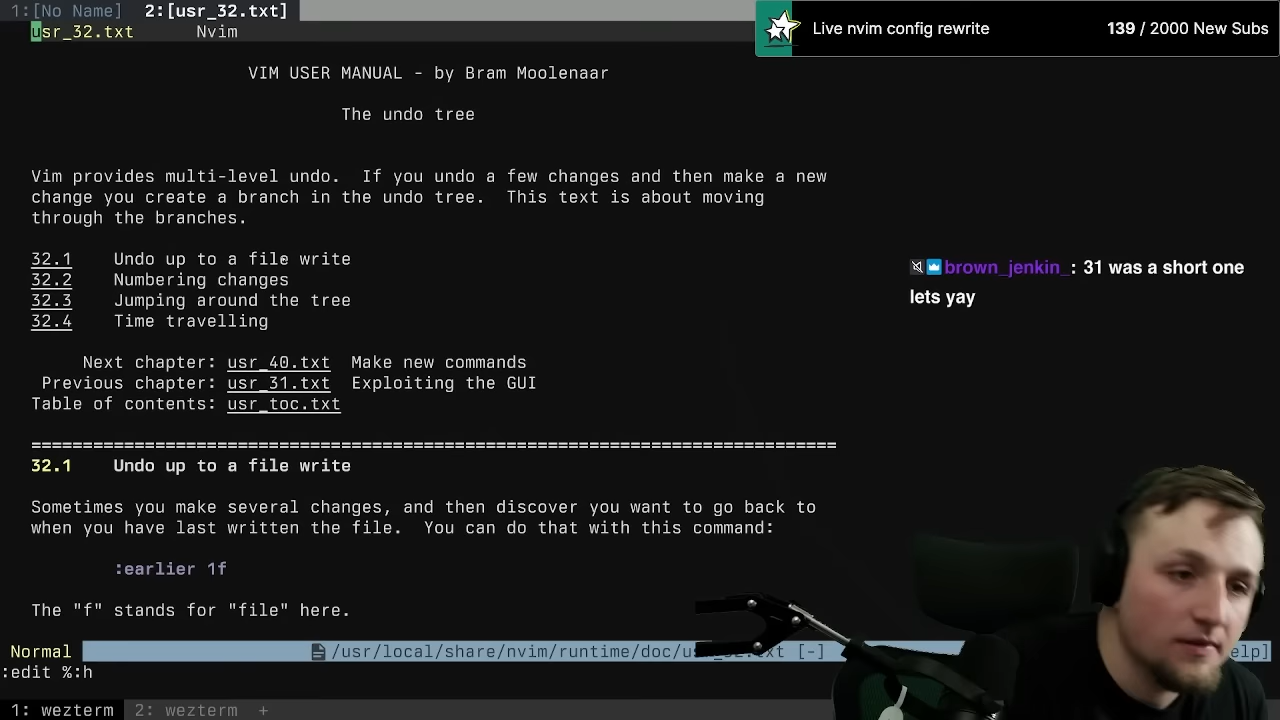 1:[No Name]  2:[usr_32.txt]
usr_32.txt      Nvim
Live nvim config rewrite  139 / 2000 New Subs
VIM USER MANUAL - by Bram Moolenaar
The undo tree
Vim provides multi-level undo.  If you undo a few changes and then make a new
change you create a branch in the undo tree.  This text is about moving
through the branches.
32.1    Undo up to a file write
32.2    Numbering changes
32.3    Jumping around the tree
32.4    Time travelling
brown_jenkin_: 31 was a short one
lets yay
Next chapter: usr_40.txt  Make new commands
Previous chapter: usr_31.txt  Exploiting the GUI
Table of contents: usr_toc.txt
==============================================================================
32.1    Undo up to a file write
Sometimes you make several changes, and then discover you want to go back to
when you have last written the file.  You can do that with this command:
:earlier 1f
The "f" stands for "file" here.
Normal  /usr/local/share/nvim/runtime/doc/usr_32.txt [-]  elp]
:edit %:h
1: wezterm  2: wezterm  +